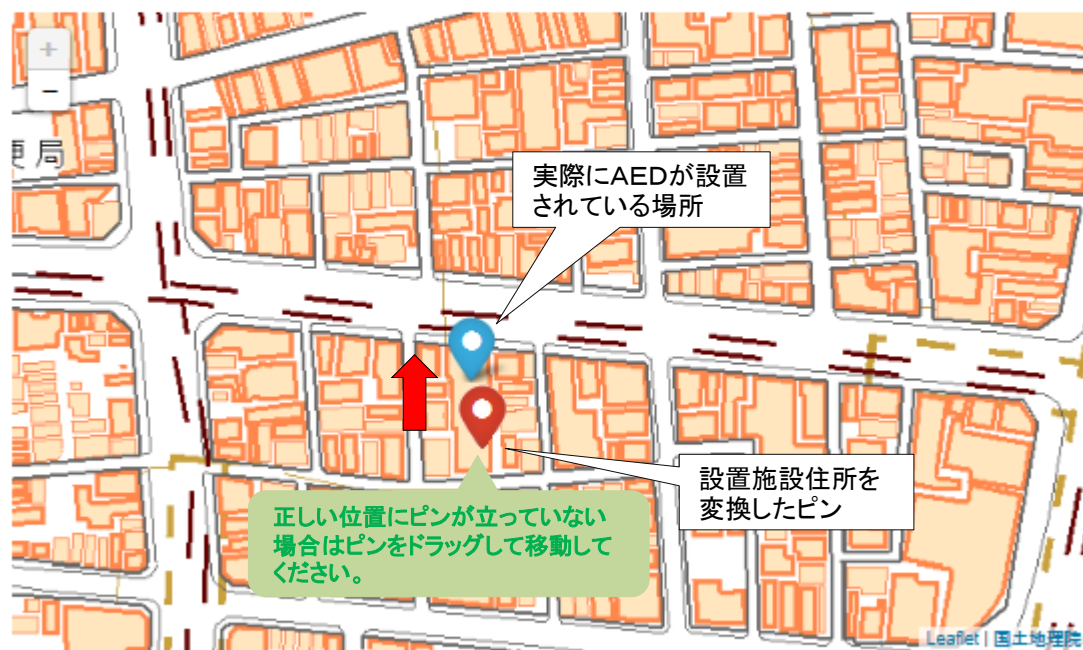 +
−
更局
実際にAEDが設置
されている場所
設置施設住所を
変換したピン
正しい位置にピンが立っていない
場合はピンをドラッグして移動して
ください。
Leaflet | 国土地理院